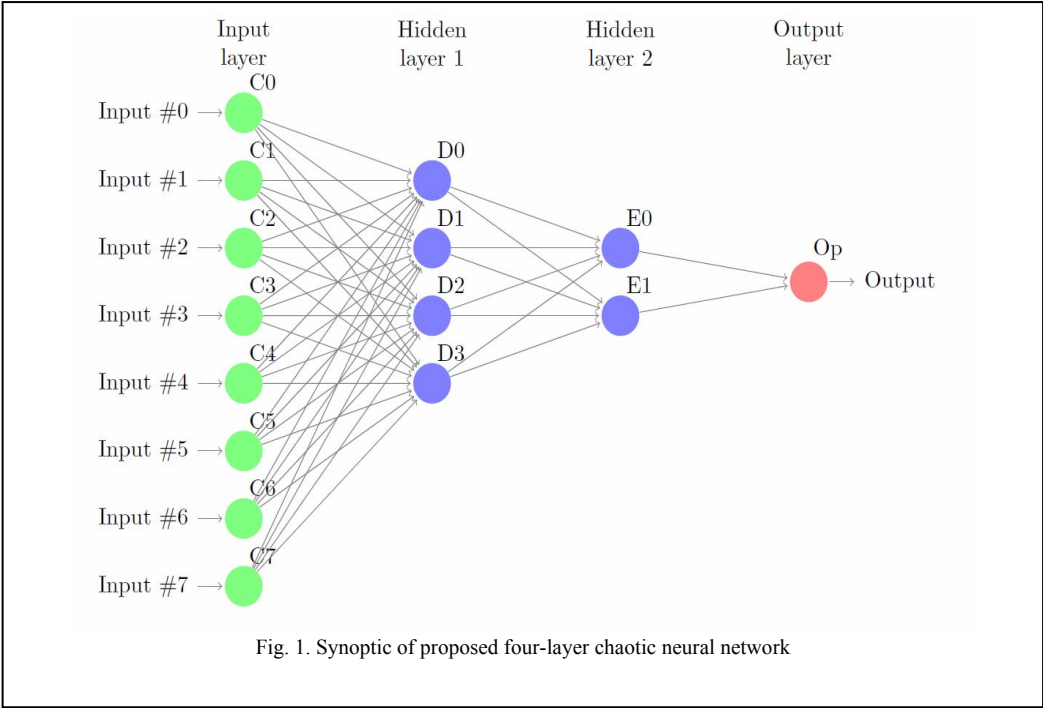 Input
layer
Hidden
layer 1
Hidden
layer 2
Output
layer
C0
Input #0
C1
D0
Input #1
C2
D1
E0
Input #2
Op
Output
C3
D2
E1
Input #3
C4
D3
Input #4
C5
Input #5
C6
Input #6
C7
Input #7
Fig. 1. Synoptic of proposed four-layer chaotic neural network